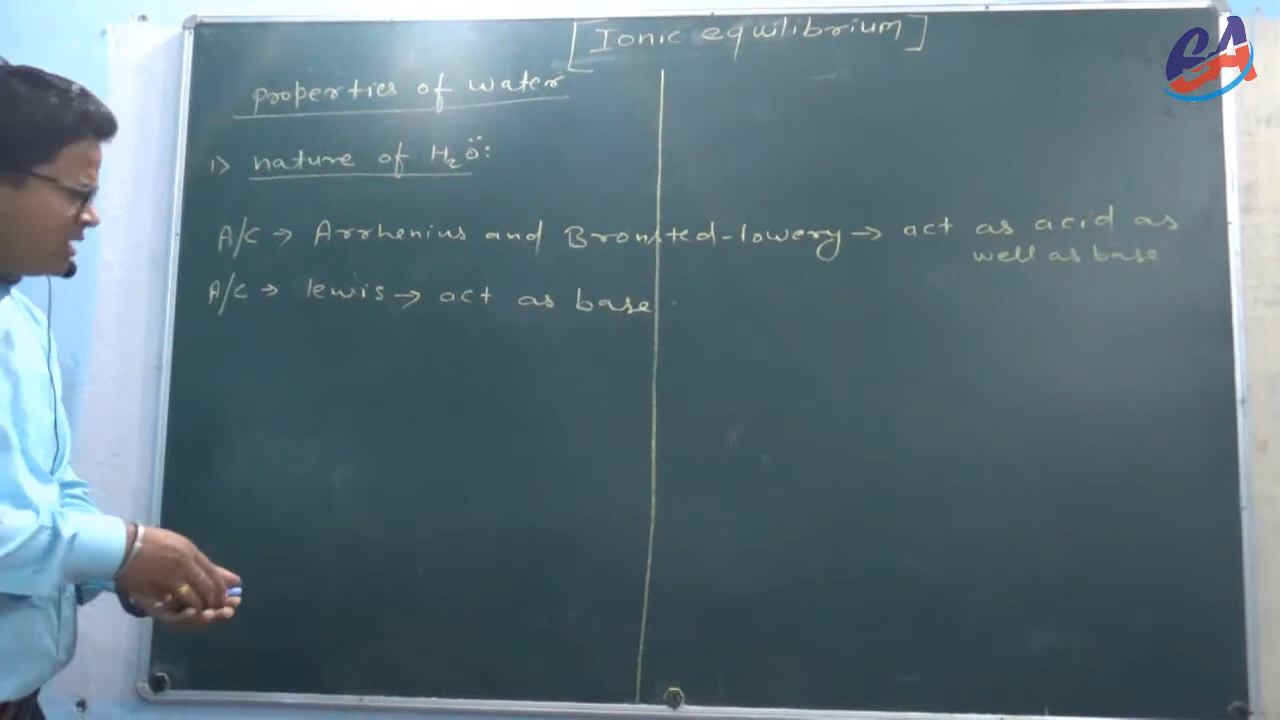 [Ionic equilibrium]
properties of water
1> nature of H₂Ö:
A/C → Arrhenius and Bronsted-lowery → act as acid as
well as base
A/C → lewis → act as base